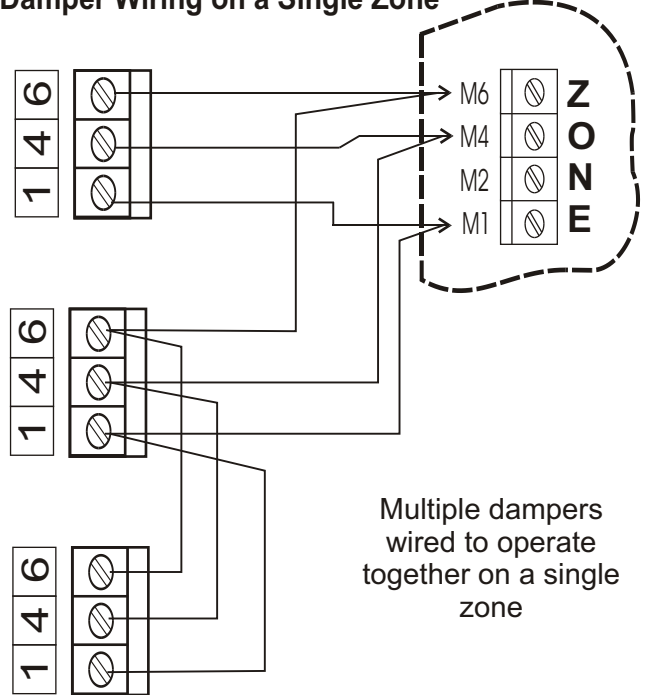 Damper Wiring on a Single Zone
6
4
1
M6
M4
M2
M1
Z
O
N
E
6
4
1
6
4
1
Multiple dampers
wired to operate
together on a single
zone